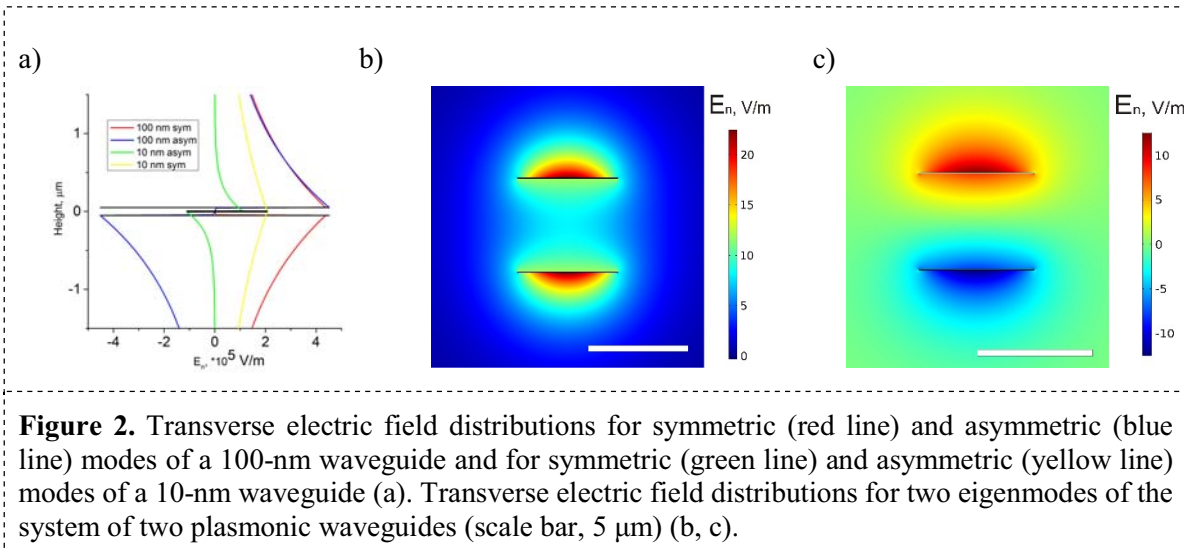 a)
b)
c)
100 nm sym
100 nm asym
10 nm asym
10 nm sym
1
0
-1
Height, µm
-4 -2 0 2 4
Eₙ, *10⁵ V/m
Eₙ, V/m
20
15
10
5
0
Eₙ, V/m
10
5
0
-5
-10
Figure 2. Transverse electric field distributions for symmetric (red line) and asymmetric (blue
line) modes of a 100-nm waveguide and for symmetric (green line) and asymmetric (yellow line)
modes of a 10-nm waveguide (a). Transverse electric field distributions for two eigenmodes of the
system of two plasmonic waveguides (scale bar, 5 µm) (b, c).